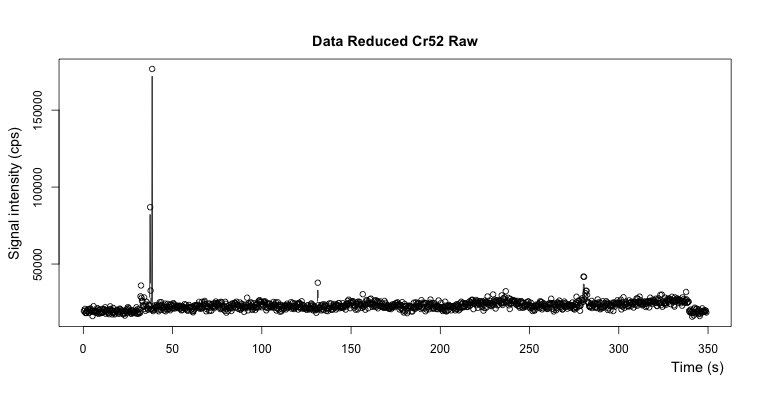 Data Reduced Cr52 Raw
Signal intensity (cps)
150000
100000
50000
0 50 100 150 200 250 300 350
Time (s)